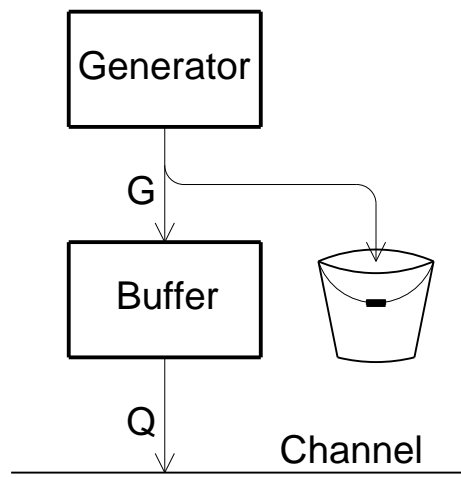 Generator
G
Buffer
Q
Channel